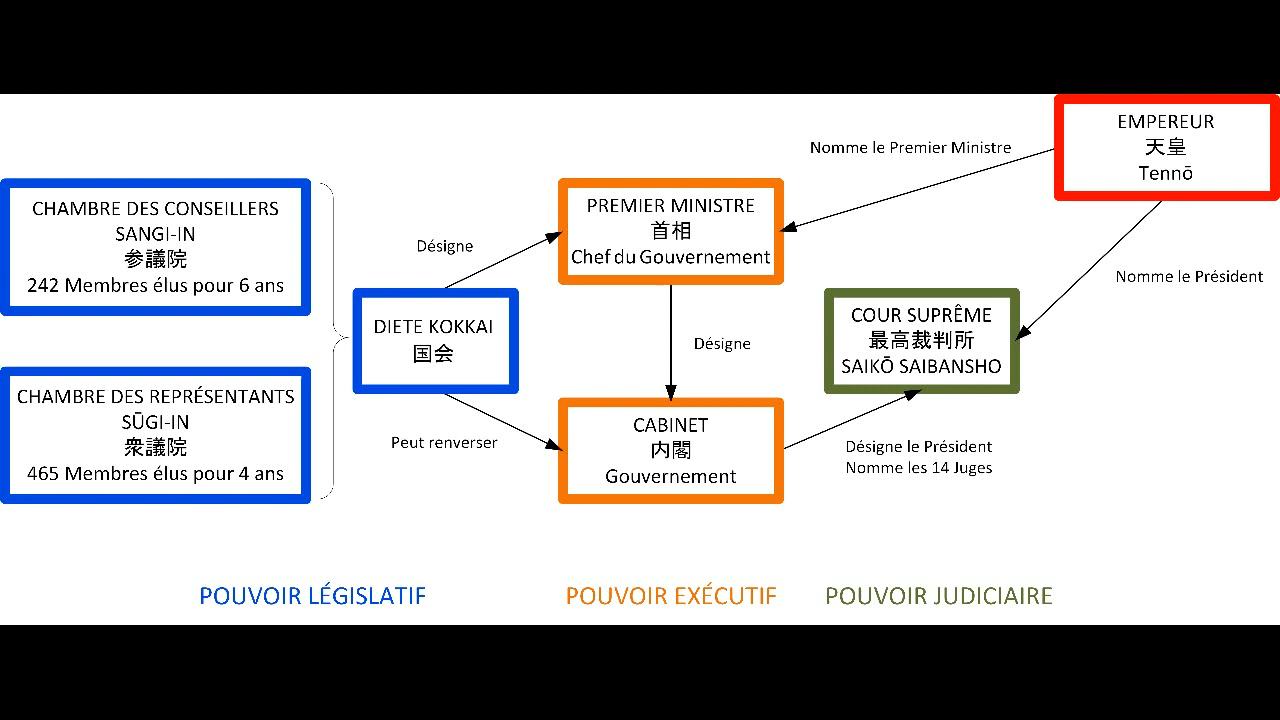 EMPEREUR
天皇
Tennō
Nomme le Premier Ministre
Nomme le Président
CHAMBRE DES CONSEILLERS
SANGI-IN
参議院
242 Membres élus pour 6 ans
PREMIER MINISTRE
首相
Chef du Gouvernement
Désigne
DIETE KOKKAI
国会
Désigne
COUR SUPRÊME
最高裁判所
SAIKŌ SAIBANSHO
CHAMBRE DES REPRÉSENTANTS
SŪGI-IN
衆議院
465 Membres élus pour 4 ans
Peut renverser
CABINET
内閣
Gouvernement
Désigne le Président
Nomme les 14 Juges
POUVOIR LÉGISLATIF
POUVOIR EXÉCUTIF
POUVOIR JUDICIAIRE